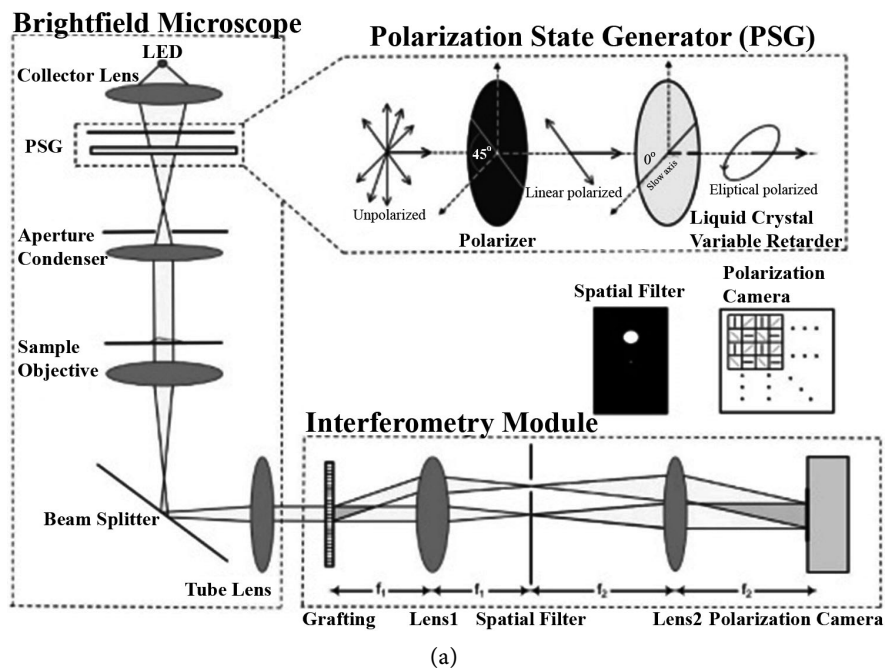 Brightfield Microscope
LED
Collector Lens
PSG
Aperture
Condenser
Sample
Objective
Beam Splitter
Tube Lens
Polarization State Generator (PSG)
45°
0°
Slow axis
Unpolarized
Linear polarized
Eliptical polarized
Polarizer
Liquid Crystal
Variable Retarder
Spatial Filter
Polarization
Camera
Interferometry Module
f₁
f₁
f₂
f₂
Grafting
Lens1
Spatial Filter
Lens2
Polarization Camera
(a)